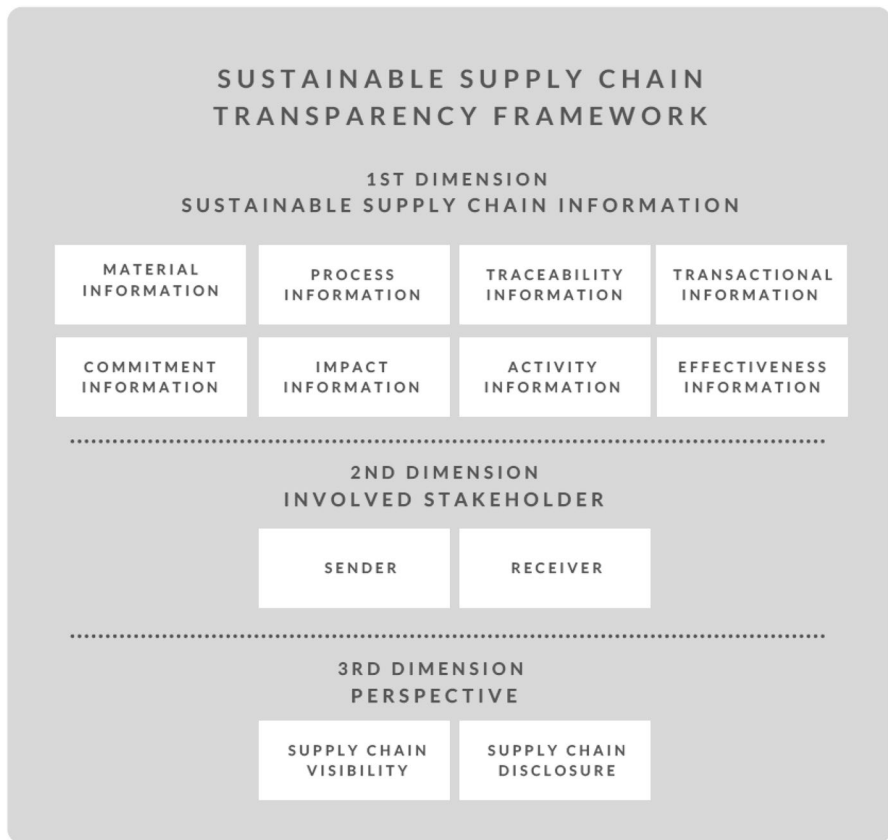 SUSTAINABLE SUPPLY CHAIN
TRANSPARENCY FRAMEWORK
1ST DIMENSION
SUSTAINABLE SUPPLY CHAIN INFORMATION
MATERIAL
INFORMATION
PROCESS
INFORMATION
TRACEABILITY
INFORMATION
TRANSACTIONAL
INFORMATION
COMMITMENT
INFORMATION
IMPACT
INFORMATION
ACTIVITY
INFORMATION
EFFECTIVENESS
INFORMATION
2ND DIMENSION
INVOLVED STAKEHOLDER
SENDER
RECEIVER
3RD DIMENSION
PERSPECTIVE
SUPPLY CHAIN
VISIBILITY
SUPPLY CHAIN
DISCLOSURE